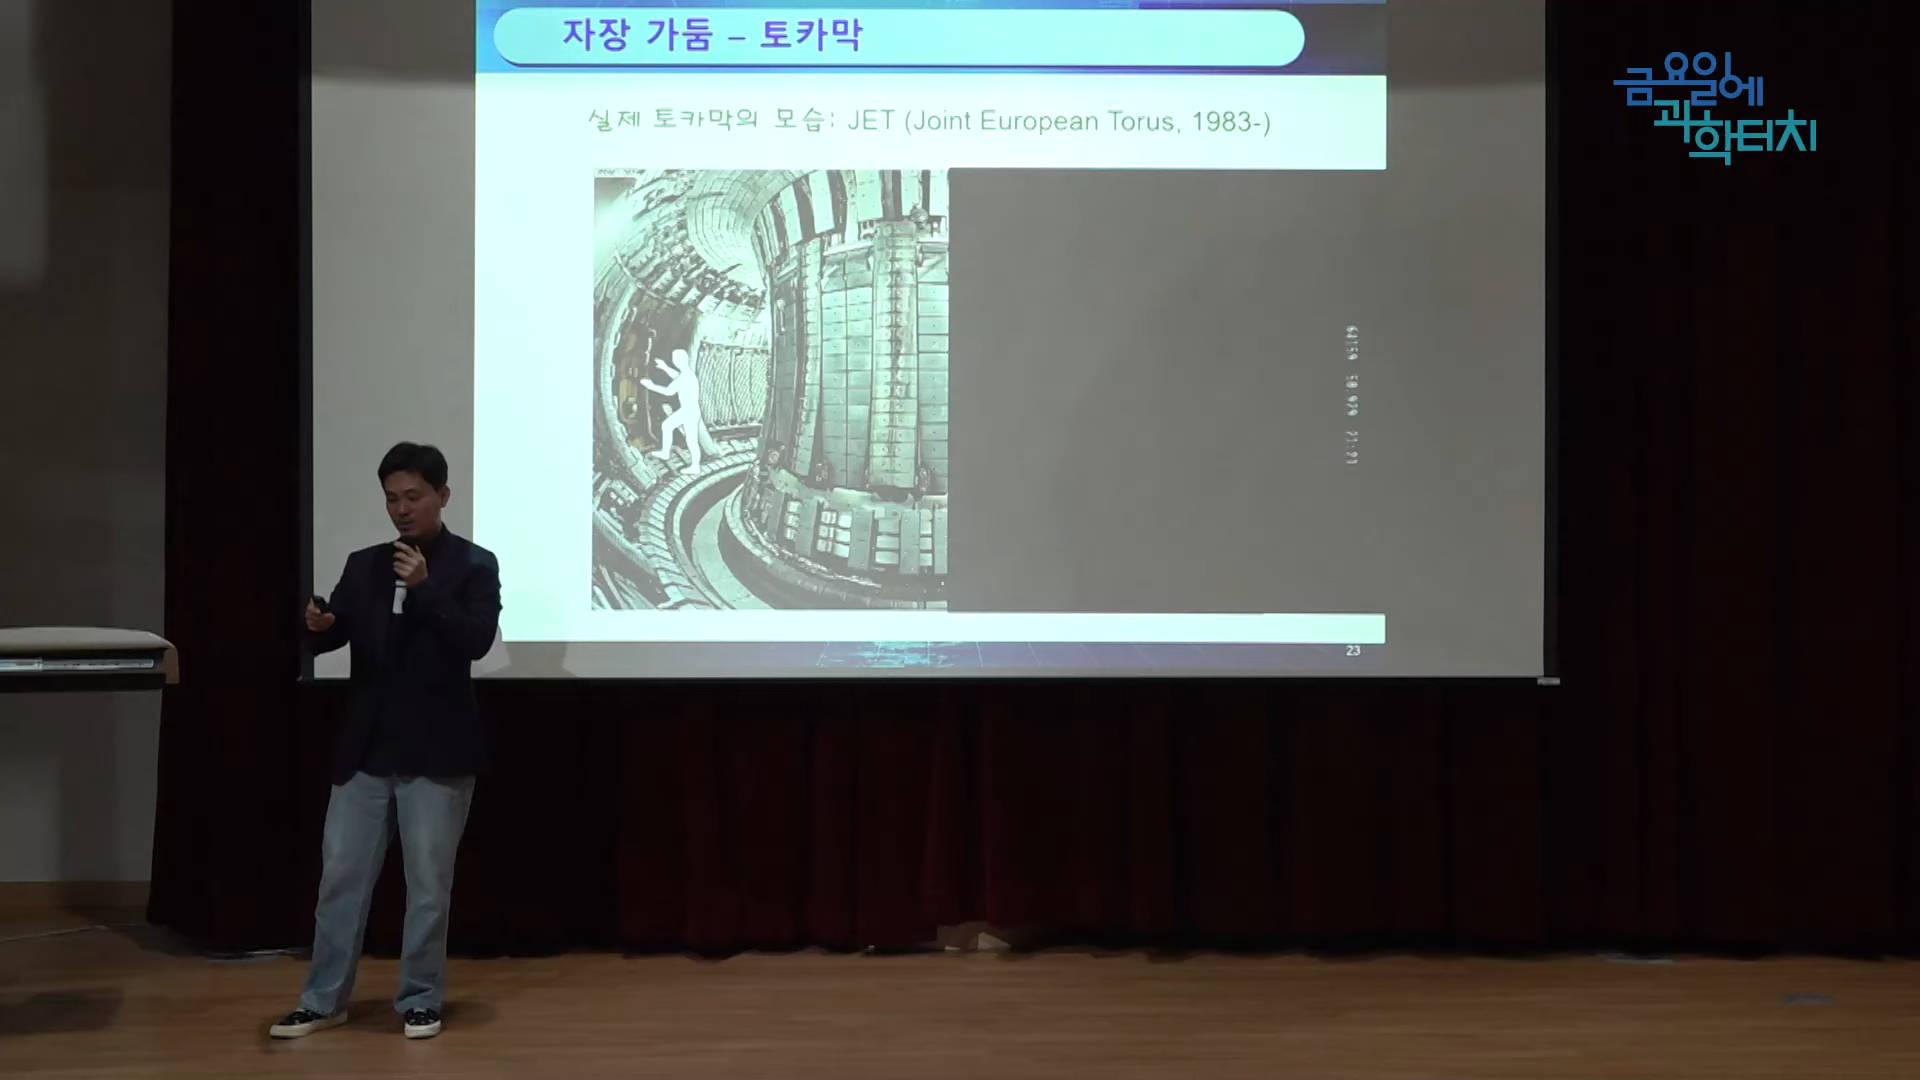 자장 가둠 – 토카막
실제 토카막의 모습: JET (Joint European Torus, 1983-)
금요일에
과학터치
23